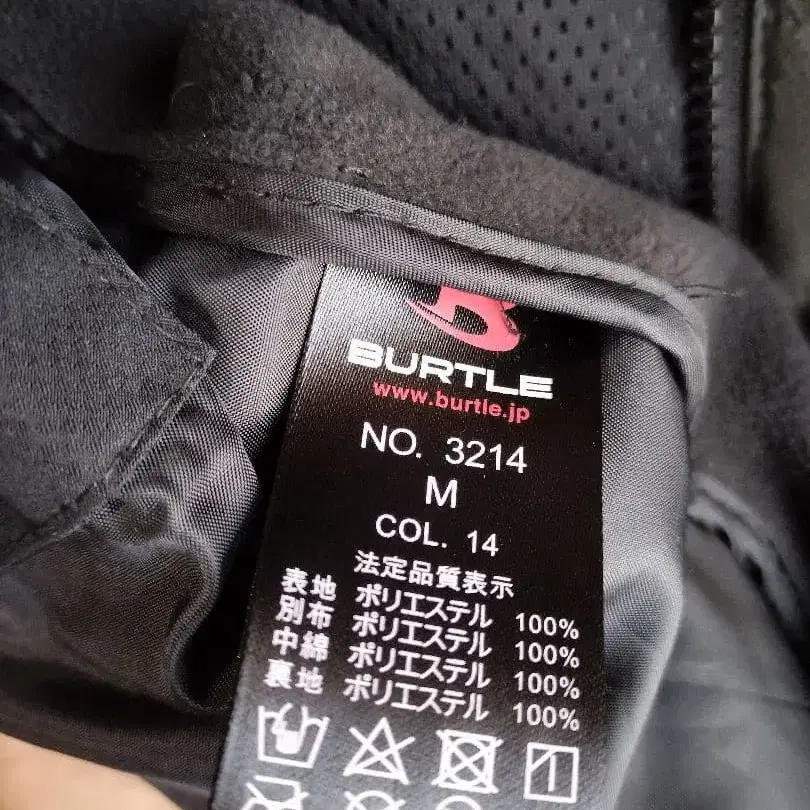 BURTLE
www.burtle.jp
NO. 3214
M
COL. 14
法定品質表示
表地 ポリエステル 100%
別布 ポリエステル 100%
中綿 ポリエステル 100%
裏地 ポリエステル 100%